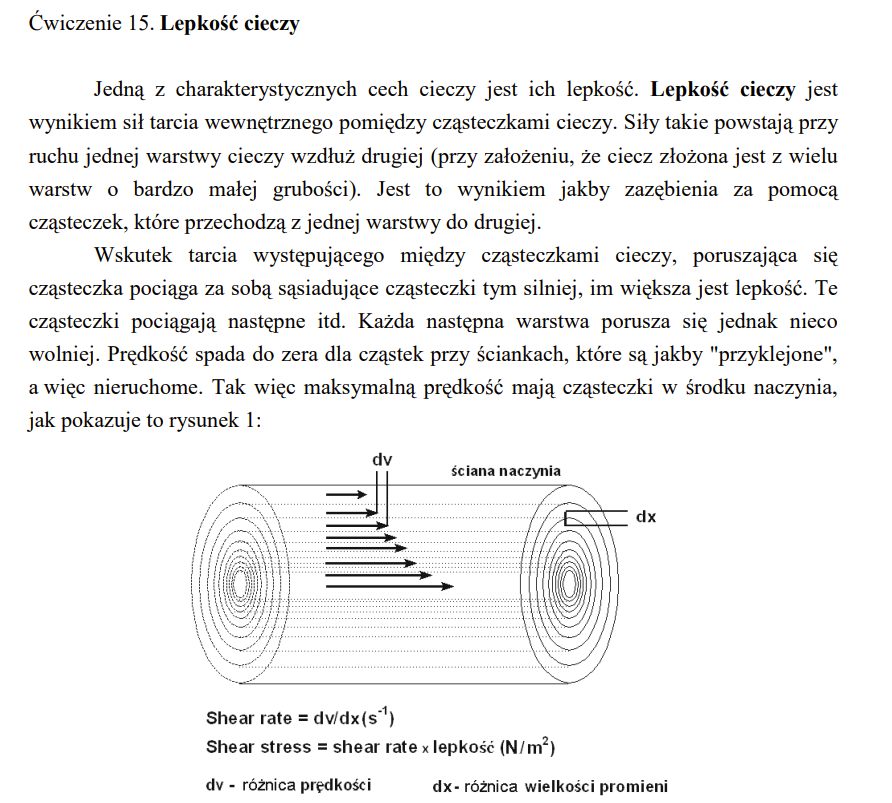 Ćwiczenie 15. Lepkość cieczy
Jedną z charakterystycznych cech cieczy jest ich lepkość. Lepkość cieczy jest
wynikiem sił tarcia wewnętrznego pomiędzy cząsteczkami cieczy. Siły takie powstają przy
ruchu jednej warstwy cieczy wzdłuż drugiej (przy założeniu, że ciecz złożona jest z wielu
warstw o bardzo małej grubości). Jest to wynikiem jakby zazębienia za pomocą
cząsteczek, które przechodzą z jednej warstwy do drugiej.
Wskutek tarcia występującego między cząsteczkami cieczy, poruszająca się
cząsteczka pociąga za sobą sąsiadujące cząsteczki tym silniej, im większa jest lepkość. Te
cząsteczki pociągają następne itd. Każda następna warstwa porusza się jednak nieco
wolniej. Prędkość spada do zera dla cząstek przy ściankach, które są jakby "przyklejone",
a więc nieruchome. Tak więc maksymalną prędkość mają cząsteczki w środku naczynia,
jak pokazuje to rysunek 1:
dv
ściana naczynia
dx
Shear rate = dv/dx(s⁻¹)
Shear stress = shear rate x lepkość (N/m²)
dv - różnica prędkości dx- różnica wielkości promieni